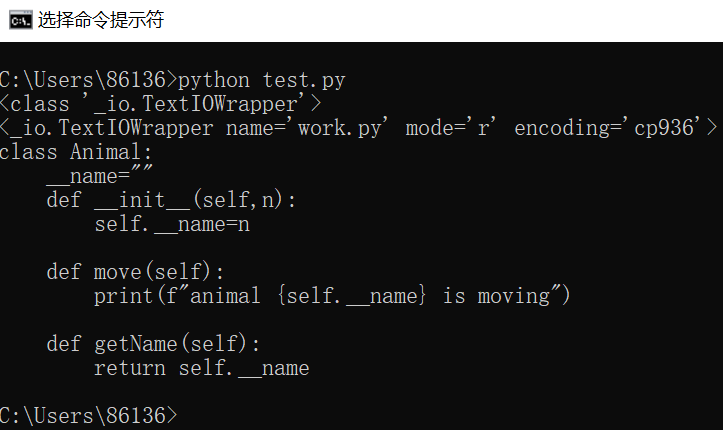 选择命令提示符
C:\Users\86136>python test.py
<class '_io.TextIOWrapper'>
<_io.TextIOWrapper name='work.py' mode='r' encoding='cp936'>
class Animal:
    __name=""
    def __init__(self,n):
        self.__name=n

    def move(self):
        print(f"animal {self.__name} is moving")

    def getName(self):
        return self.__name

C:\Users\86136>